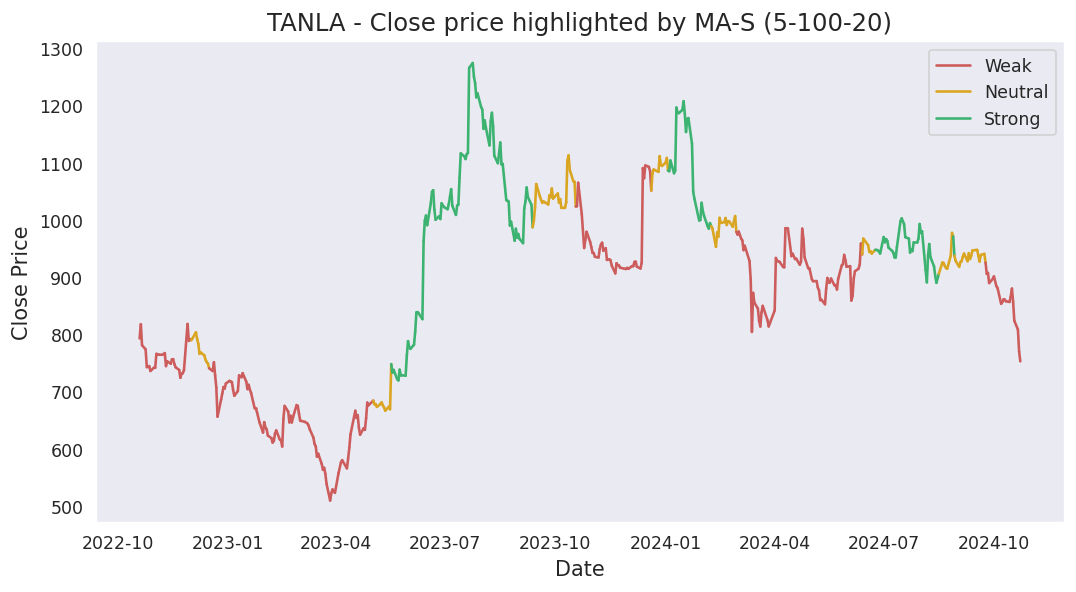 TANLA - Close price highlighted by MA-S (5-100-20)
Weak
Neutral
Strong
1300
1200
1100
1000
900
800
700
600
500
Close Price
2022-10 2023-01 2023-04 2023-07 2023-10 2024-01 2024-04 2024-07 2024-10
Date